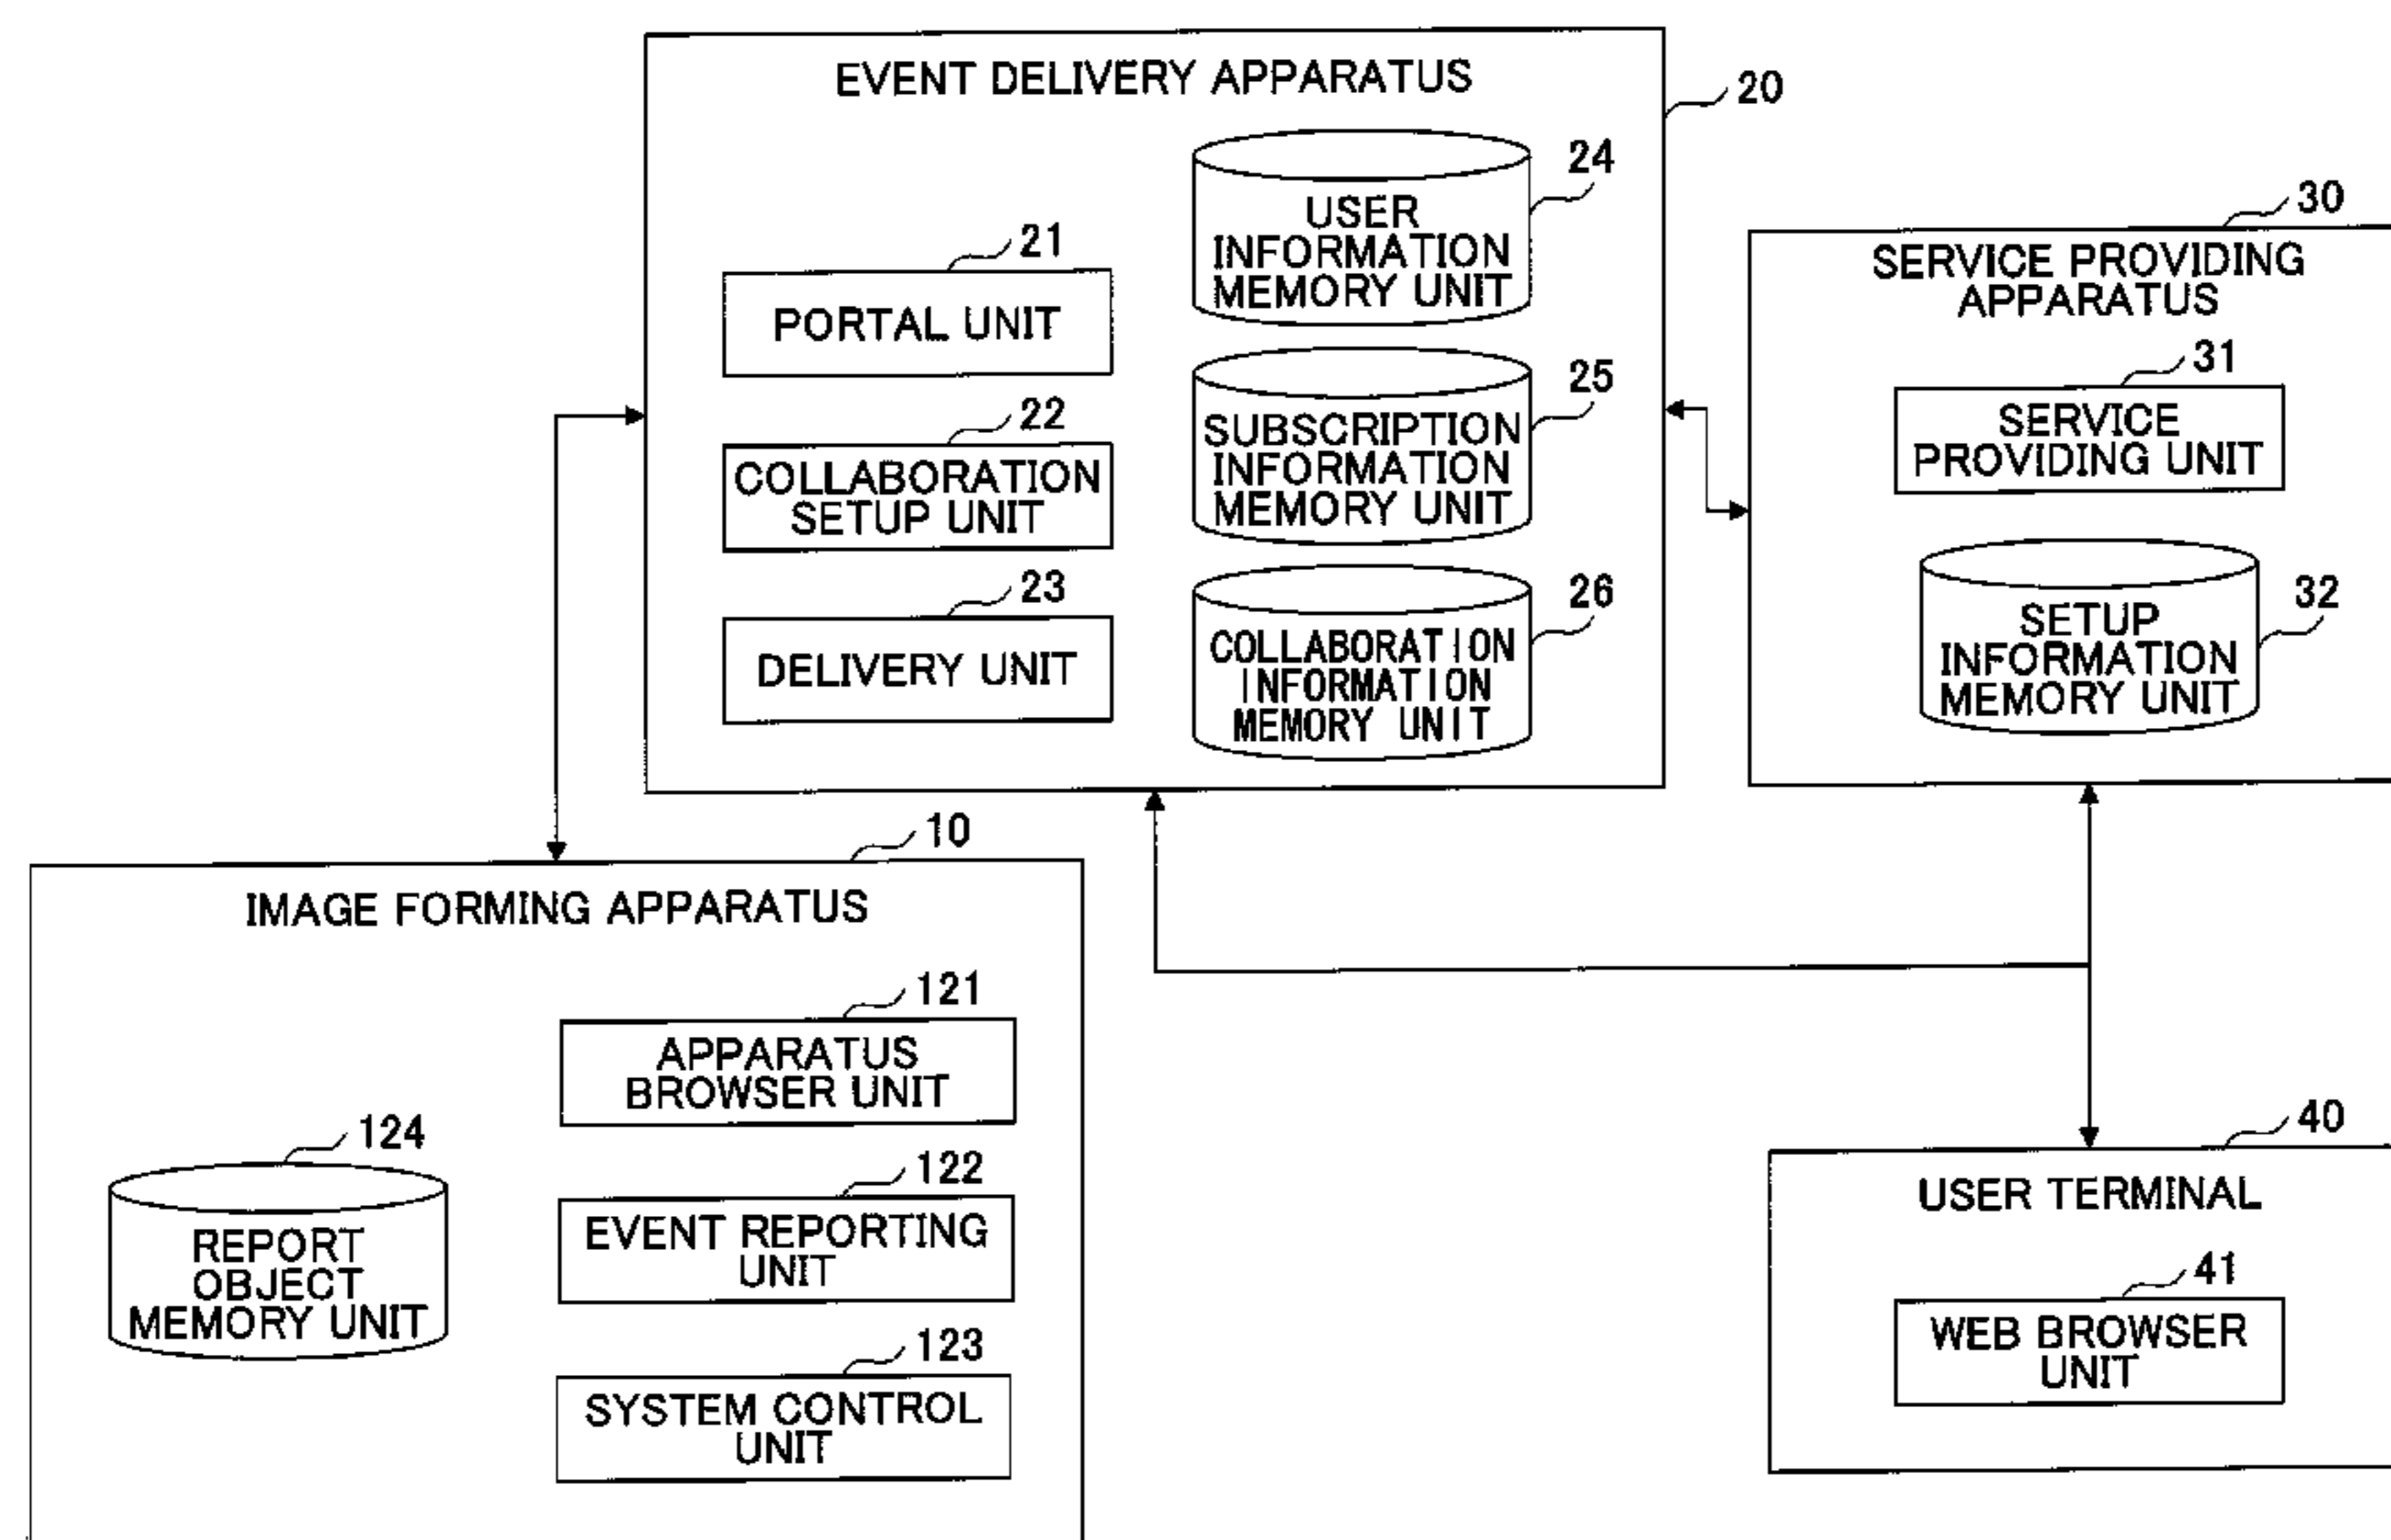 EVENT DELIVERY APPARATUS
20
24
USER
INFORMATION
MEMORY UNIT
21
PORTAL UNIT
25
SUBSCRIPTION
INFORMATION
MEMORY UNIT
22
COLLABORATION
SETUP UNIT
23
DELIVERY UNIT
26
COLLABORATION
INFORMATION
MEMORY UNIT
30
SERVICE PROVIDING
APPARATUS
31
SERVICE
PROVIDING UNIT
32
SETUP
INFORMATION
MEMORY UNIT
10
IMAGE FORMING APPARATUS
121
APPARATUS
BROWSER UNIT
124
REPORT
OBJECT
MEMORY UNIT
122
EVENT REPORTING
UNIT
123
SYSTEM CONTROL
UNIT
40
USER TERMINAL
41
WEB BROWSER
UNIT